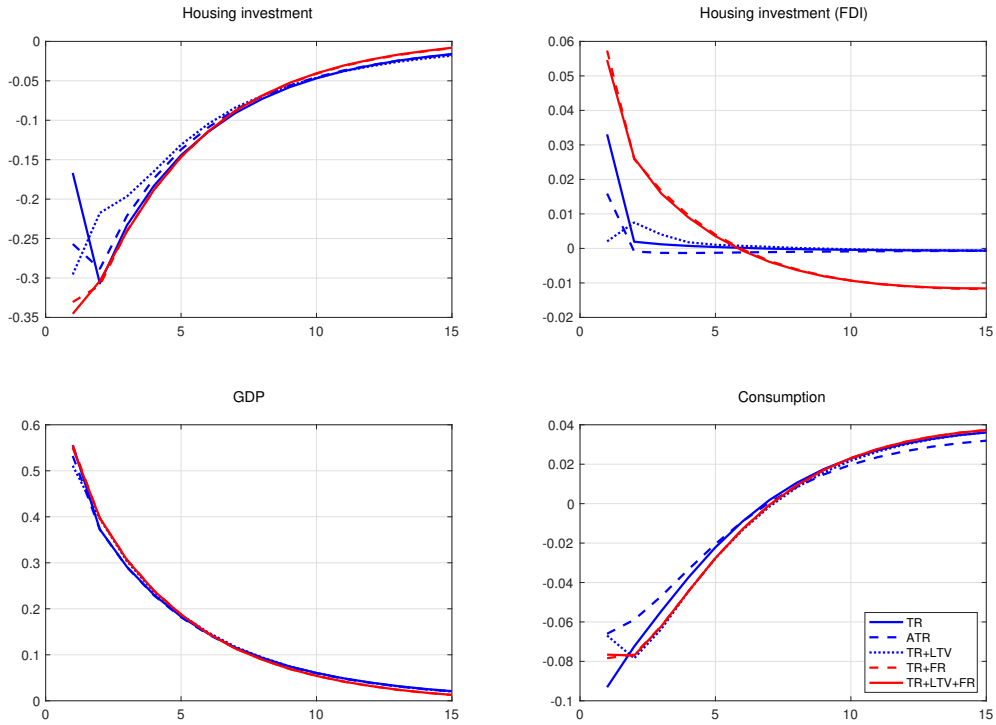 Housing investment
0
-0.05
-0.1
-0.15
-0.2
-0.25
-0.3
-0.35
0 5 10 15
Housing investment (FDI)
0.06
0.05
0.04
0.03
0.02
0.01
0
-0.01
-0.02
0 5 10 15
GDP
0.6
0.5
0.4
0.3
0.2
0.1
0
0 5 10 15
Consumption
0.04
0.02
0
-0.02
-0.04
-0.06
-0.08
-0.1
0 5 10 15
TR
ATR
TR+LTV
TR+FR
TR+LTV+FR